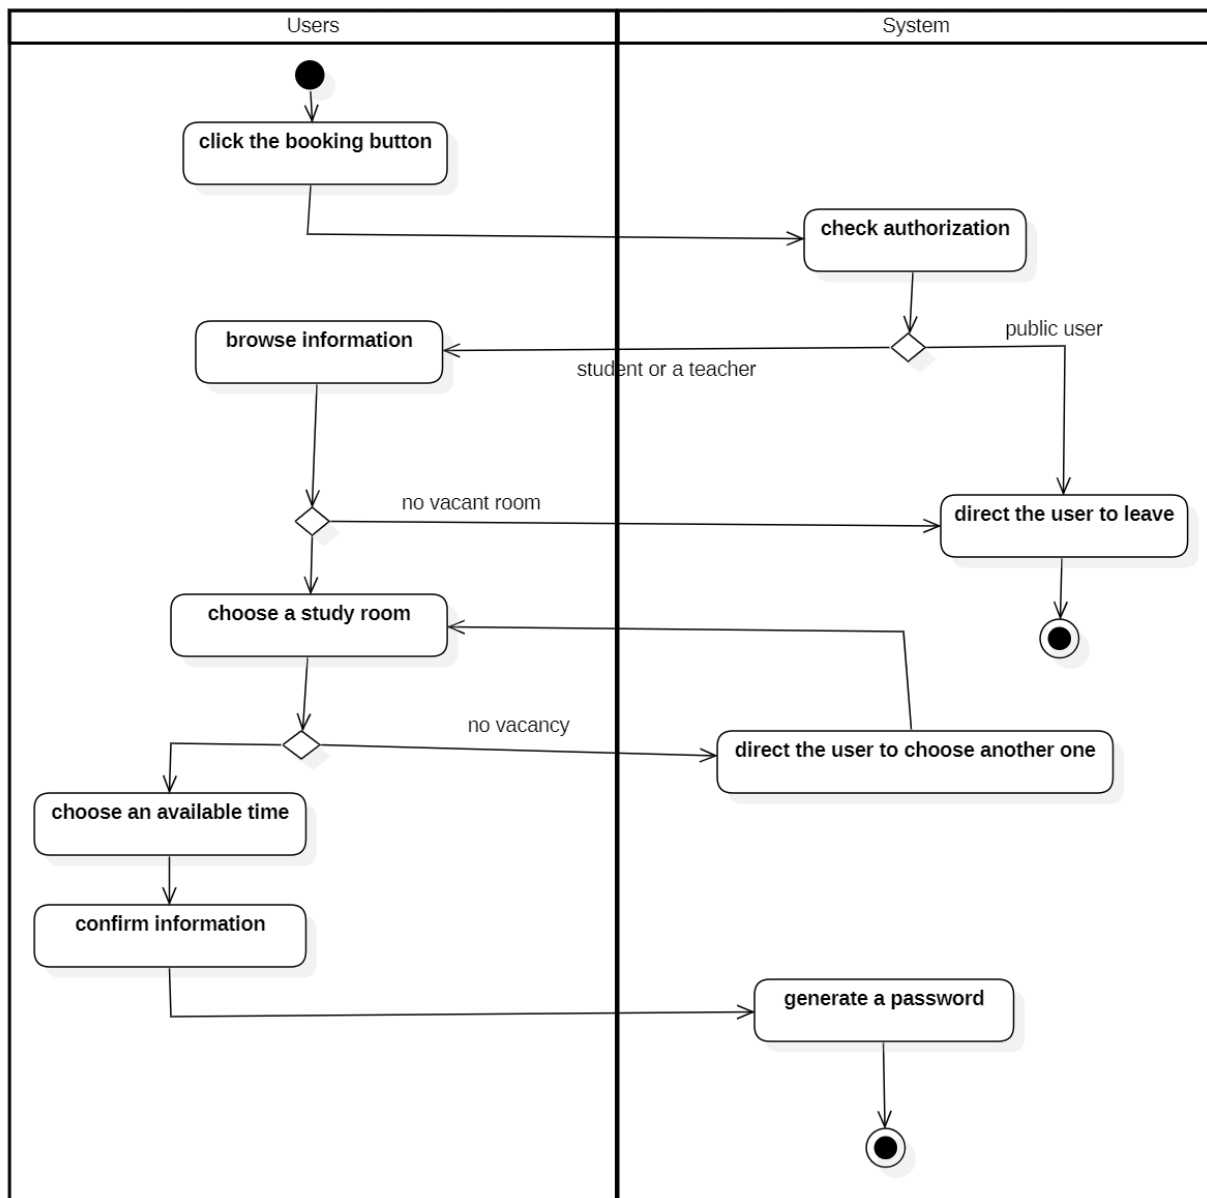 Users
System
click the booking button
check authorization
public user
browse information
student or a teacher
no vacant room
direct the user to leave
choose a study room
no vacancy
direct the user to choose another one
choose an available time
confirm information
generate a password